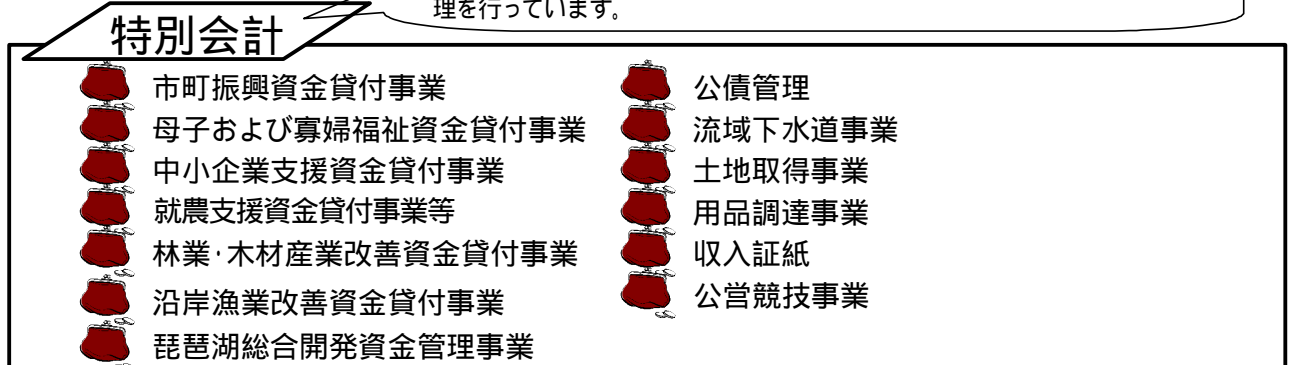 理を行っています。
特別会計
市町振興資金貸付事業
母子および寡婦福祉資金貸付事業
中小企業支援資金貸付事業
就農支援資金貸付事業等
林業・木材産業改善資金貸付事業
沿岸漁業改善資金貸付事業
琵琶湖総合開発資金管理事業
公債管理
流域下水道事業
土地取得事業
用品調達事業
収入証紙
公営競技事業